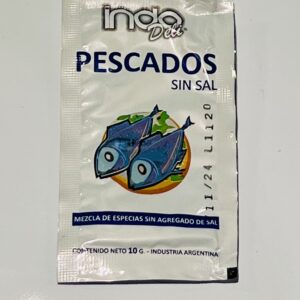 indo
Deli
PESCADOS
SIN SAL
11/24 L1120
MEZCLA DE ESPECIAS SIN AGREGADO DE SAL
CONTENIDO NETO 10 G. - INDUSTRIA ARGENTINA